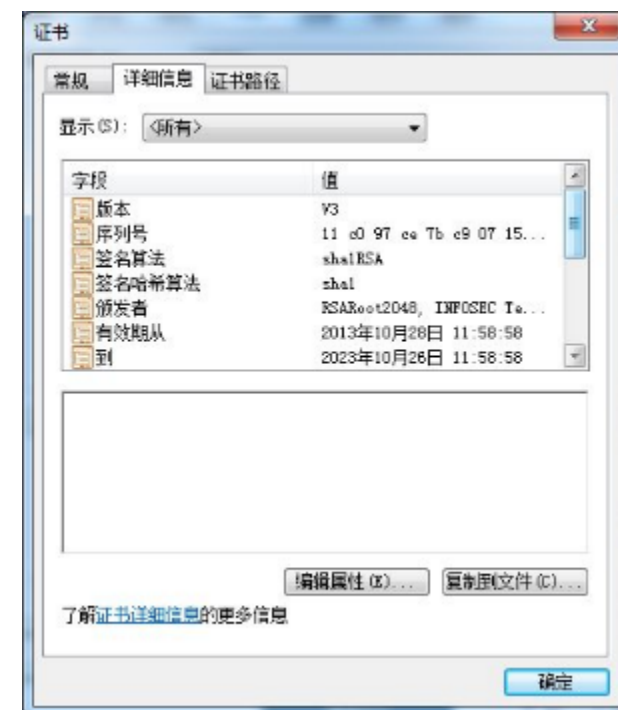 证书
常规 详细信息 证书路径
显示(S): <所有>
字段 值
版本 V3
序列号 11 c0 97 ce 7b c9 07 15...
签名算法 sha1RSA
签名哈希算法 sha1
颁发者 RSARoot2048, INFOSEC Te...
有效期从 2013年10月28日 11:58:58
到 2023年10月26日 11:58:58
编辑属性(E)... 复制到文件(C)...
了解证书详细信息的更多信息
确定